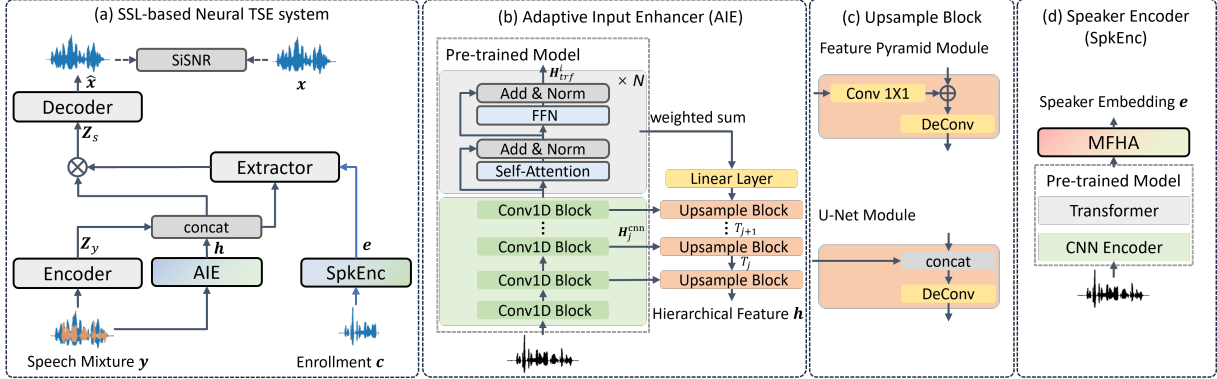 (a) SSL-based Neural TSE system
SiSNR
x̂
x
Decoder
Z_s
Extractor
concat
Z_y
h
e
Encoder
AIE
SpkEnc
Speech Mixture y
Enrollment c
(b) Adaptive Input Enhancer (AIE)
Pre-trained Model
H^i_trf
× N
Add & Norm
FFN
weighted sum
Add & Norm
Self-Attention
Linear Layer
Conv1D Block
Upsample Block
⋮
⋮ T_{j+1}
H^cnn_j
Conv1D Block
Upsample Block
T_j
Conv1D Block
Upsample Block
Conv1D Block
Hierarchical Feature h
(c) Upsample Block
Feature Pyramid Module
Conv 1X1
DeConv
U-Net Module
concat
DeConv
(d) Speaker Encoder
(SpkEnc)
Speaker Embedding e
MFHA
Pre-trained Model
Transformer
CNN Encoder